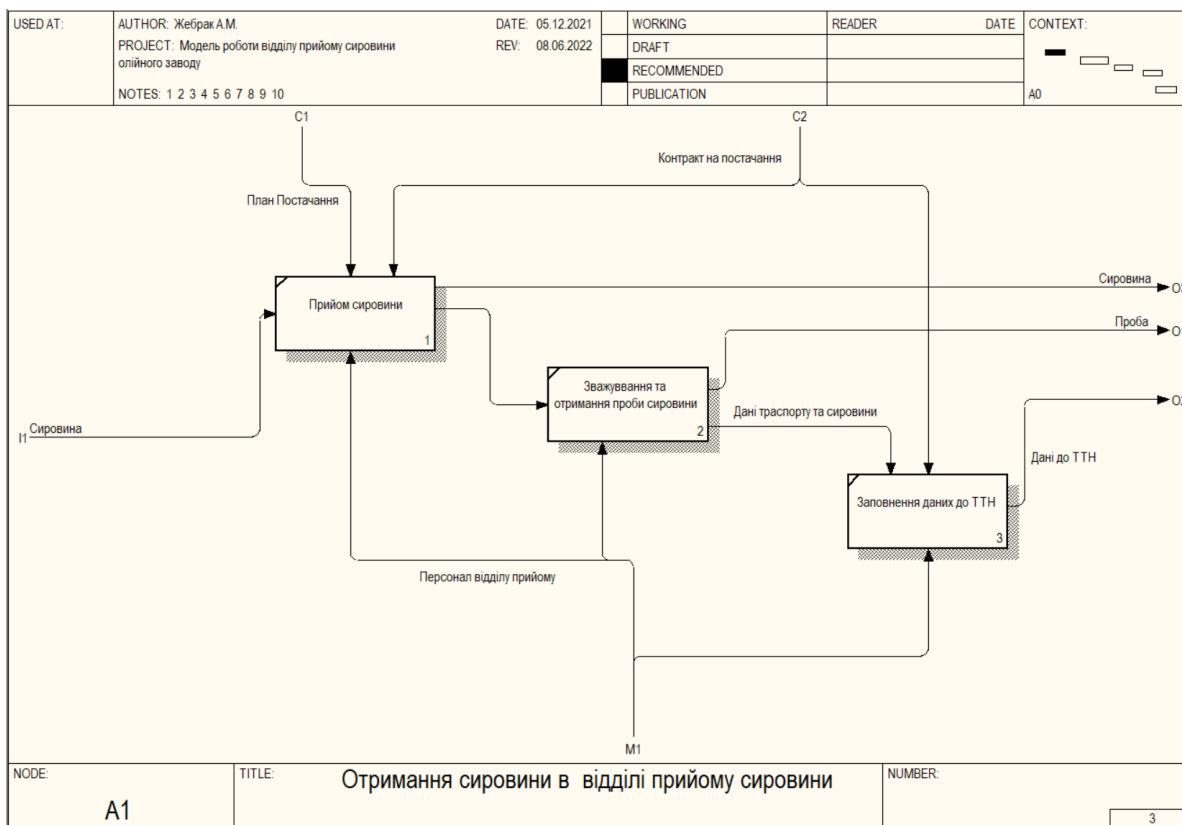 USED AT:
AUTHOR: Жебрак А.М.
DATE: 05.12.2021
PROJECT: Модель роботи відділу прийому сировини
олійного заводу
REV: 08.06.2022
NOTES: 1 2 3 4 5 6 7 8 9 10
WORKING
DRAFT
RECOMMENDED
PUBLICATION
READER
DATE
CONTEXT:
A0
C1
C2
Контракт на постачання
План Постачання
Сировина
Прийом сировини
1
Проба
Зважуввання та
отримання проби сировини
2
Дані траспорту та сировини
I1
Сировина
Дані до ТТН
Заповнення даних до ТТН
3
Персонал відділу прийому
M1
NODE:
A1
TITLE:
Отримання сировини в відділі прийому сировини
NUMBER:
3